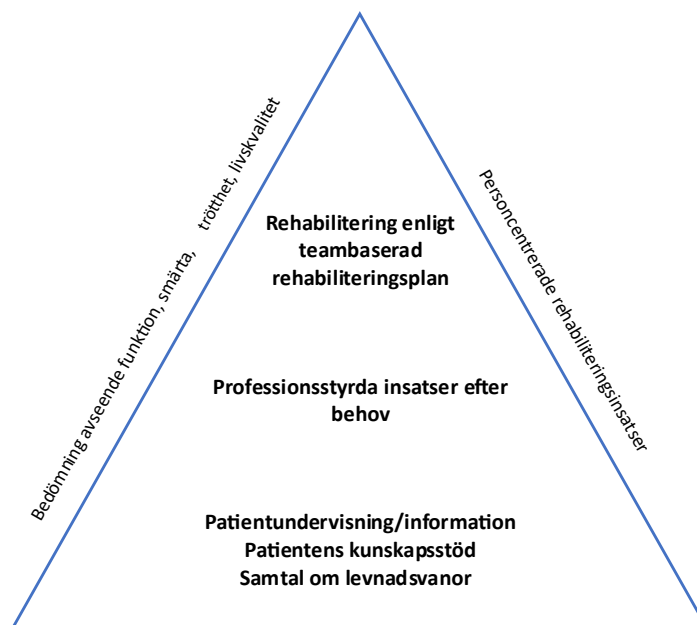 Bedömning avseende funktion, smärta, trötthet, livskvalitet
Personcentrerade rehabiliteringsinsatser
Rehabilitering enligt
teambaserad
rehabiliteringsplan
Professionsstyrda insatser efter
behov
Patientundervisning/information
Patientens kunskapsstöd
Samtal om levnadsvanor